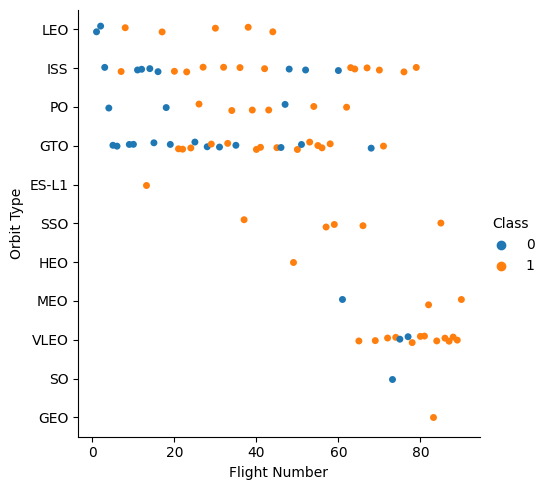 Orbit Type
LEO
ISS
PO
GTO
ES-L1
SSO
HEO
MEO
VLEO
SO
GEO
0
20
40
60
80
Flight Number
Class
0
1